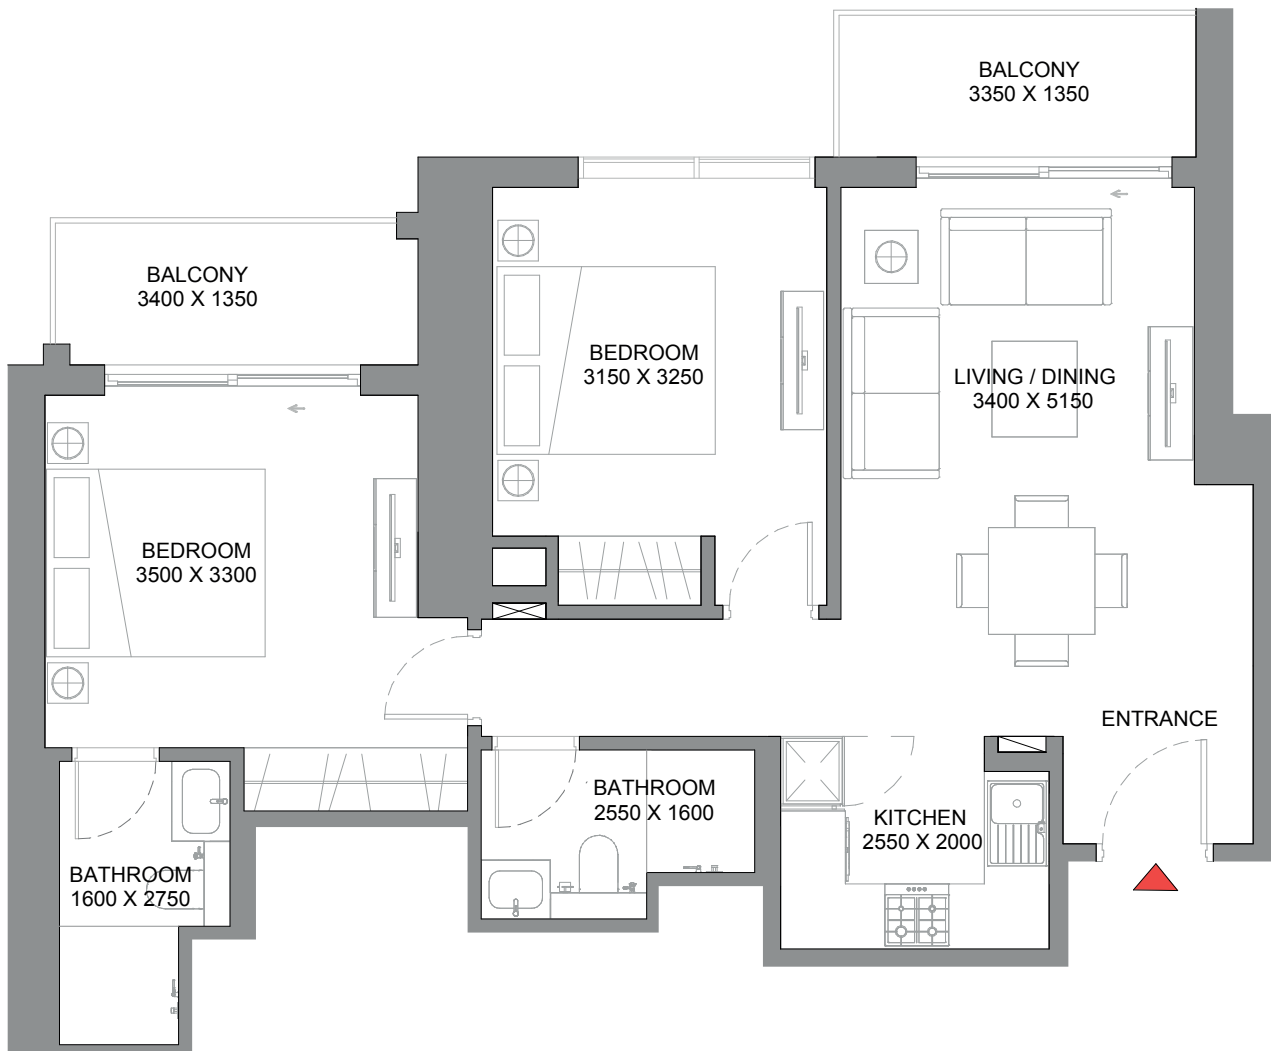 BALCONY
3350 X 1350
BALCONY
3400 X 1350
BEDROOM
3150 X 3250
LIVING / DINING
3400 X 5150
BEDROOM
3500 X 3300
ENTRANCE
BATHROOM
2550 X 1600
KITCHEN
2550 X 2000
BATHROOM
1600 X 2750